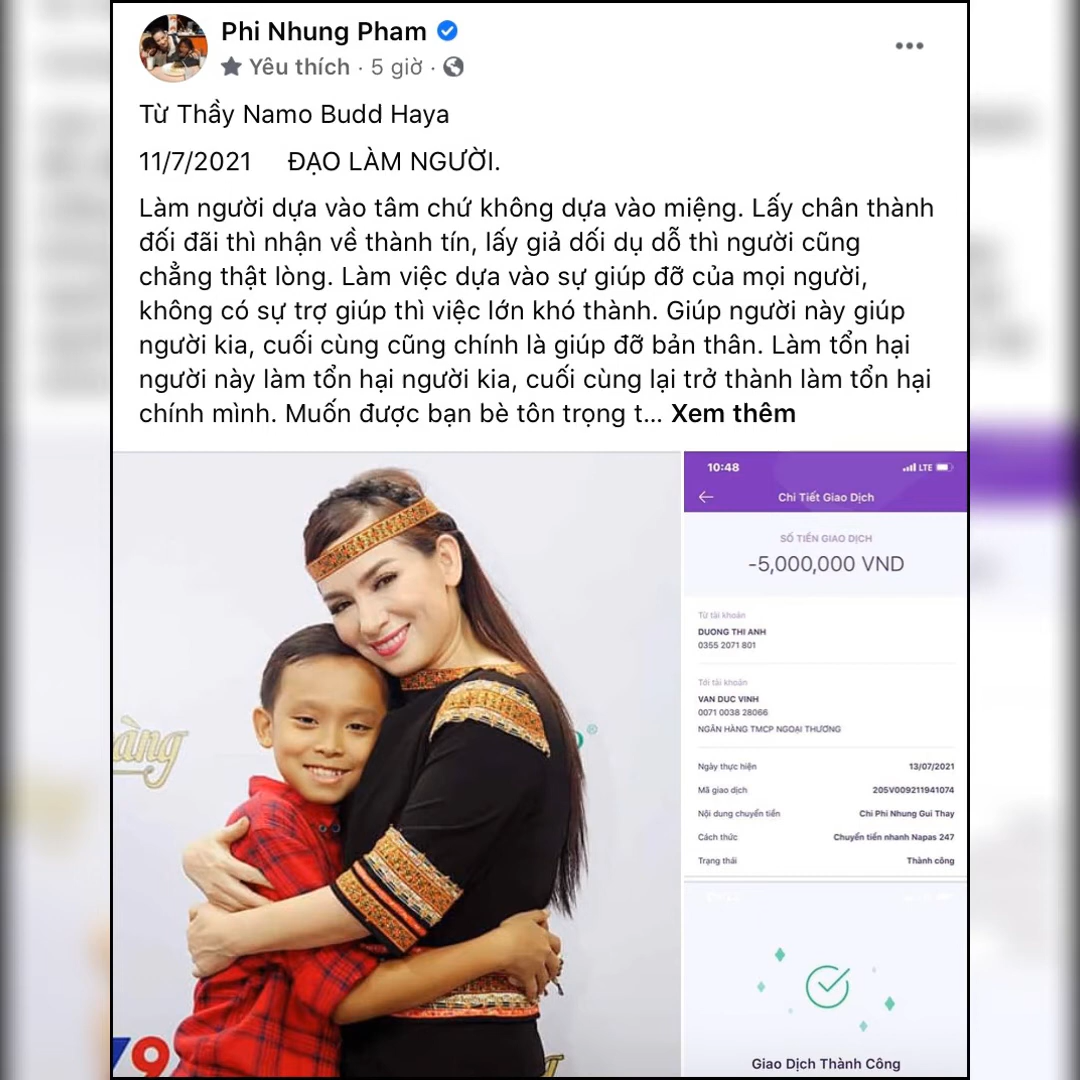 Phi Nhung Pham
Yêu thích · 5 giờ ·
Từ Thầy Namo Budd Haya
11/7/2021 ĐẠO LÀM NGƯỜI.
Làm người dựa vào tâm chứ không dựa vào miệng. Lấy chân thành
đối đãi thì nhận về thành tín, lấy giả dối dụ dỗ thì người cũng
chẳng thật lòng. Làm việc dựa vào sự giúp đỡ của mọi người,
không có sự trợ giúp thì việc lớn khó thành. Giúp người này giúp
người kia, cuối cùng cũng chính là giúp đỡ bản thân. Làm tổn hại
người này làm tổn hại người kia, cuối cùng lại trở thành làm tổn hại
chính mình. Muốn được bạn bè tôn trọng t... Xem thêm
10:48 LTE
Chi Tiết Giao Dịch
SỐ TIỀN GIAO DỊCH
-5,000,000 VND
Từ tài khoản
DUONG THI ANH
0355 2071 801
Tới tài khoản
VAN DUC VINH
0071 0038 28066
NGÂN HÀNG TMCP NGOẠI THƯƠNG
Ngày thực hiện 13/07/2021
Mã giao dịch 205V009211941074
Nội dung chuyển tiền Chi Phi Nhung Gui Thay
Cách thức Chuyển tiền nhanh Napas 247
Trạng thái Thành công
Giao Dịch Thành Công
àng
®
79